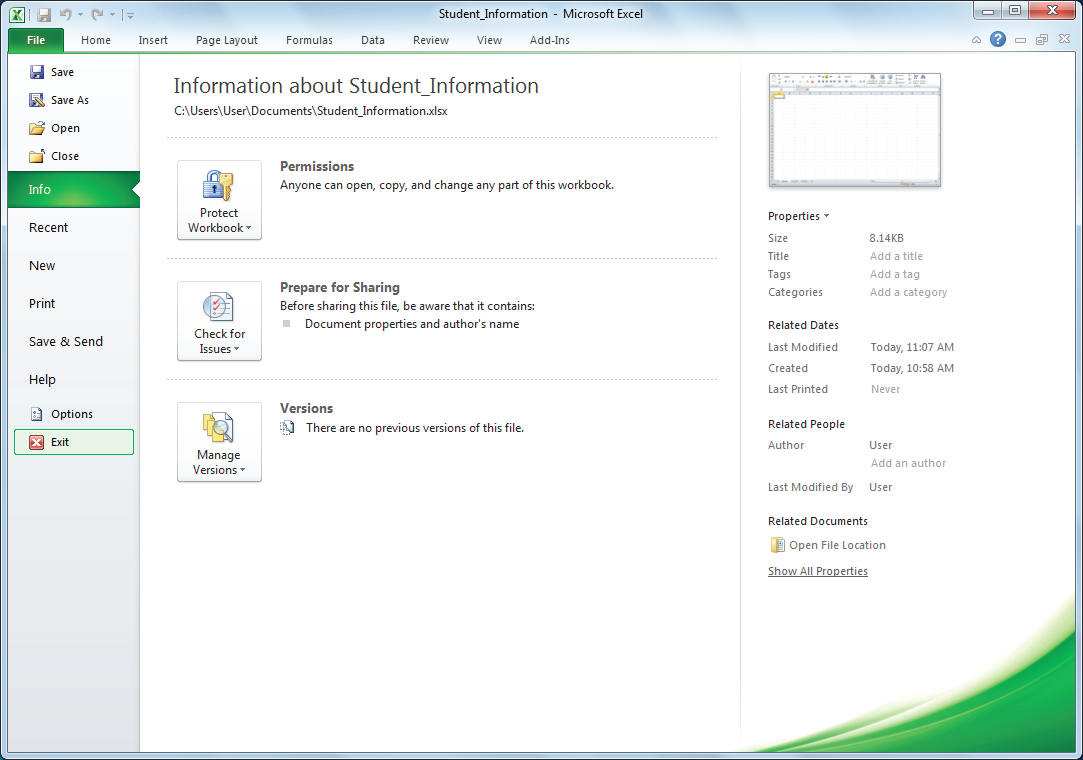 Student_Information - Microsoft Excel
File Home Insert Page Layout Formulas Data Review View Add-Ins
Save
Save As
Open
Close
Info
Recent
New
Print
Save & Send
Help
Options
Exit
Information about Student_Information
C:\Users\User\Documents\Student_Information.xlsx
Protect
Workbook
Permissions
Anyone can open, copy, and change any part of this workbook.
Check for
Issues
Prepare for Sharing
Before sharing this file, be aware that it contains:
Document properties and author's name
Manage
Versions
Versions
There are no previous versions of this file.
Properties
Size 8.14KB
Title Add a title
Tags Add a tag
Categories Add a category
Related Dates
Last Modified Today, 11:07 AM
Created Today, 10:58 AM
Last Printed Never
Related People
Author User
Add an author
Last Modified By User
Related Documents
Open File Location
Show All Properties